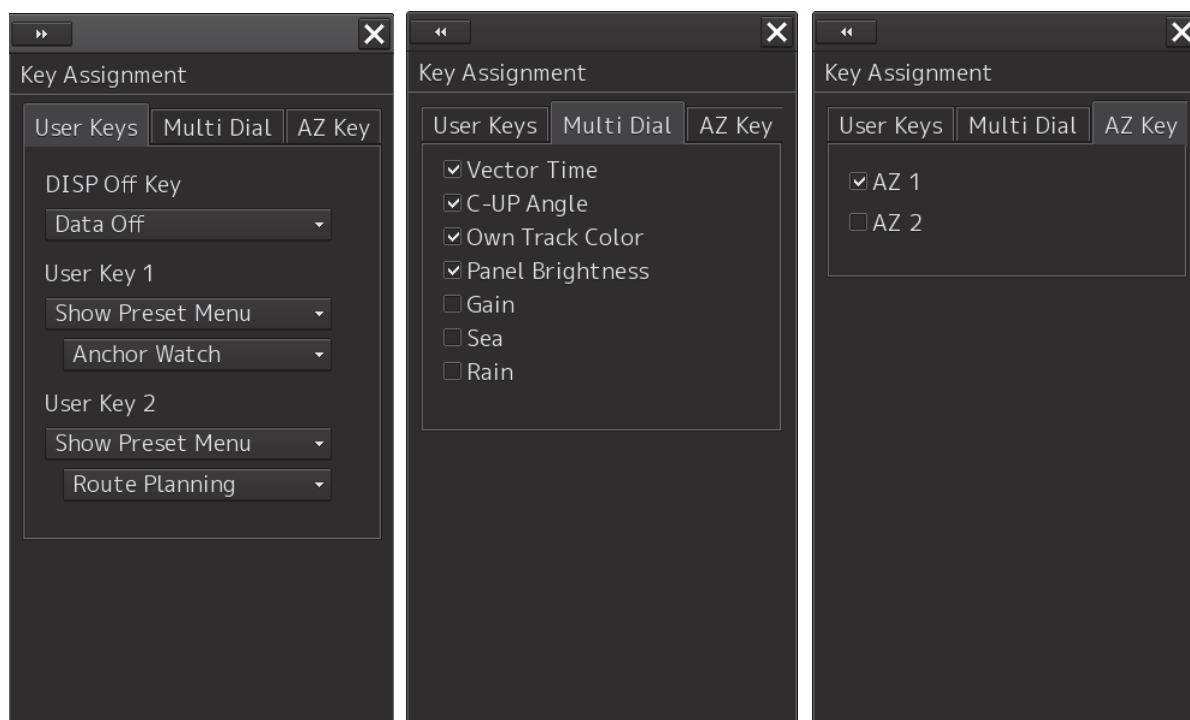 Key Assignment
User Keys Multi Dial AZ Key
DISP Off Key
Data Off
User Key 1
Show Preset Menu
Anchor Watch
User Key 2
Show Preset Menu
Route Planning
Key Assignment
User Keys Multi Dial AZ Key
Vector Time
C-UP Angle
Own Track Color
Panel Brightness
Gain
Sea
Rain
Key Assignment
User Keys Multi Dial AZ Key
AZ 1
AZ 2